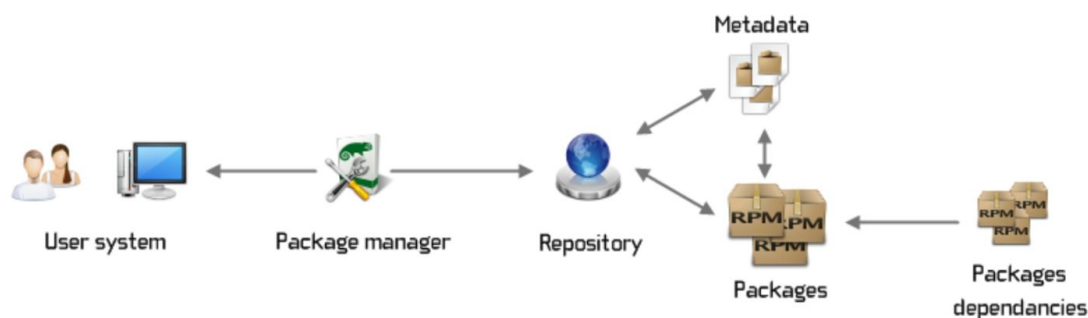 Metadata
User system
Package manager
Repository
RPM
RPM
RPM
Packages
RPM
RPM
RPM
Packages
dependancies